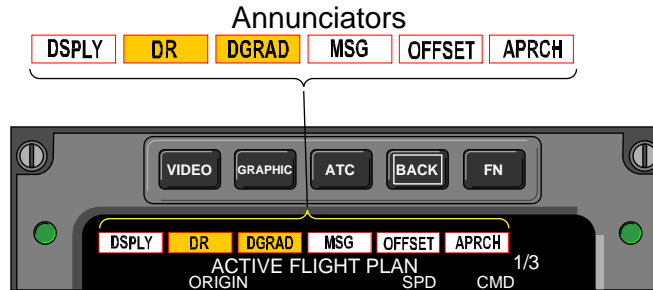 Annunciators
DSPLY DR DGRAD MSG OFFSET APRCH
VIDEO GRAPHIC ATC BACK FN
DSPLY DR DGRAD MSG OFFSET APRCH
ACTIVE FLIGHT PLAN 1/3
ORIGIN SPD CMD